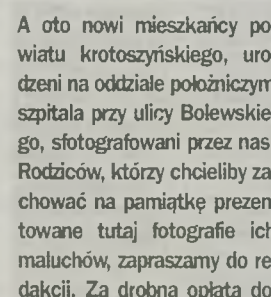 A oto nowi mieszkańcy po
wiatu krotoszyńskiego, uro
dzeni na oddziale położniczym
szpitala przy ulicy Bolewskie
go, sfotografowani przez nas
Rodziców, którzy chcieliby za
chować na pamiątkę prezen
towane tutaj fotografie ich
maluchów, zapraszamy do re
dakcji. Za drobną opłatą do